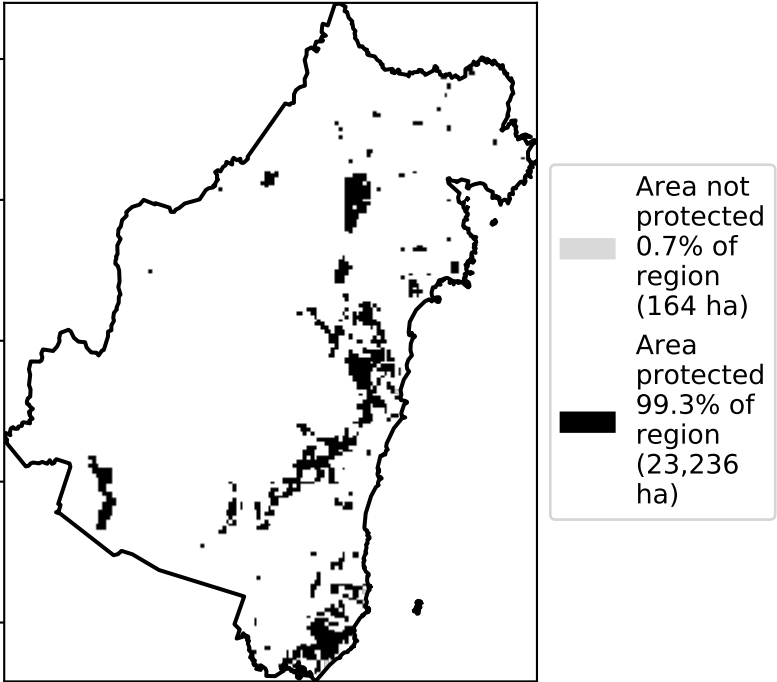 Area not
protected
0.7% of
region
(164 ha)
Area
protected
99.3% of
region
(23,236
ha)